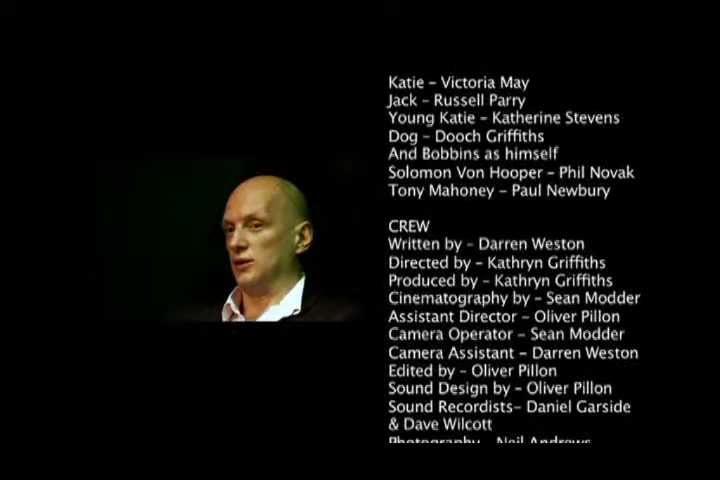 Katie – Victoria May
Jack – Russell Parry
Young Katie – Katherine Stevens
Dog – Dooch Griffiths
And Bobbins as himself
Solomon Von Hooper – Phil Novak
Tony Mahoney – Paul Newbury
CREW
Written by – Darren Weston
Directed by – Kathryn Griffiths
Produced by – Kathryn Griffiths
Cinematography by – Sean Modder
Assistant Director – Oliver Pillon
Camera Operator – Sean Modder
Camera Assistant – Darren Weston
Edited by – Oliver Pillon
Sound Design by – Oliver Pillon
Sound Recordists– Daniel Garside
& Dave Wilcott
Photography – Neil Andrews